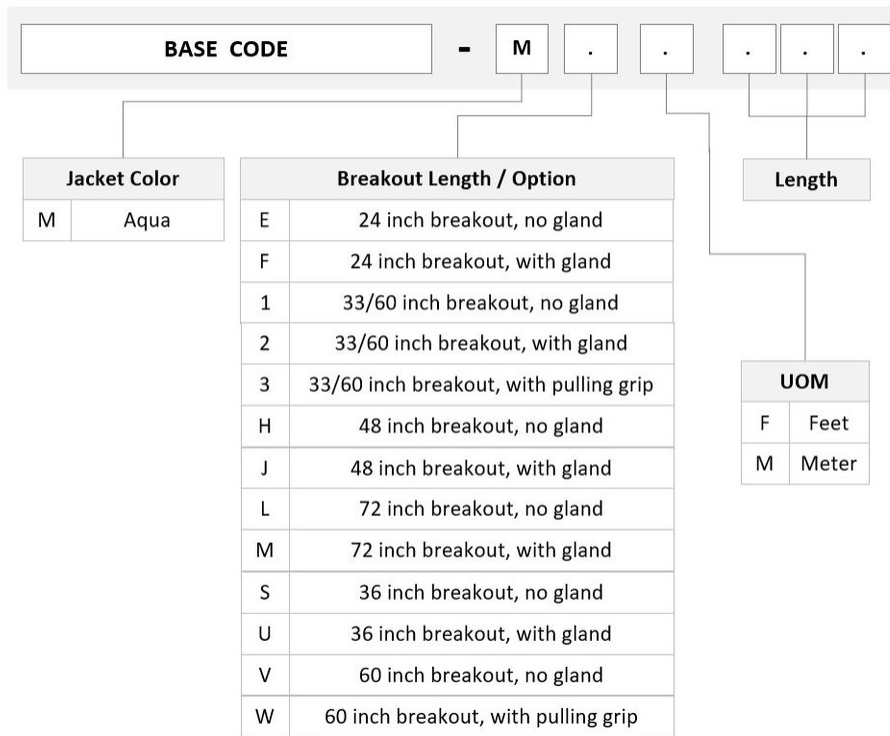 BASE CODE - M . . . . .
Jacket Color
M Aqua
Breakout Length / Option
E 24 inch breakout, no gland
F 24 inch breakout, with gland
1 33/60 inch breakout, no gland
2 33/60 inch breakout, with gland
3 33/60 inch breakout, with pulling grip
H 48 inch breakout, no gland
J 48 inch breakout, with gland
L 72 inch breakout, no gland
M 72 inch breakout, with gland
S 36 inch breakout, no gland
U 36 inch breakout, with gland
V 60 inch breakout, no gland
W 60 inch breakout, with pulling grip
Length
UOM
F Feet
M Meter